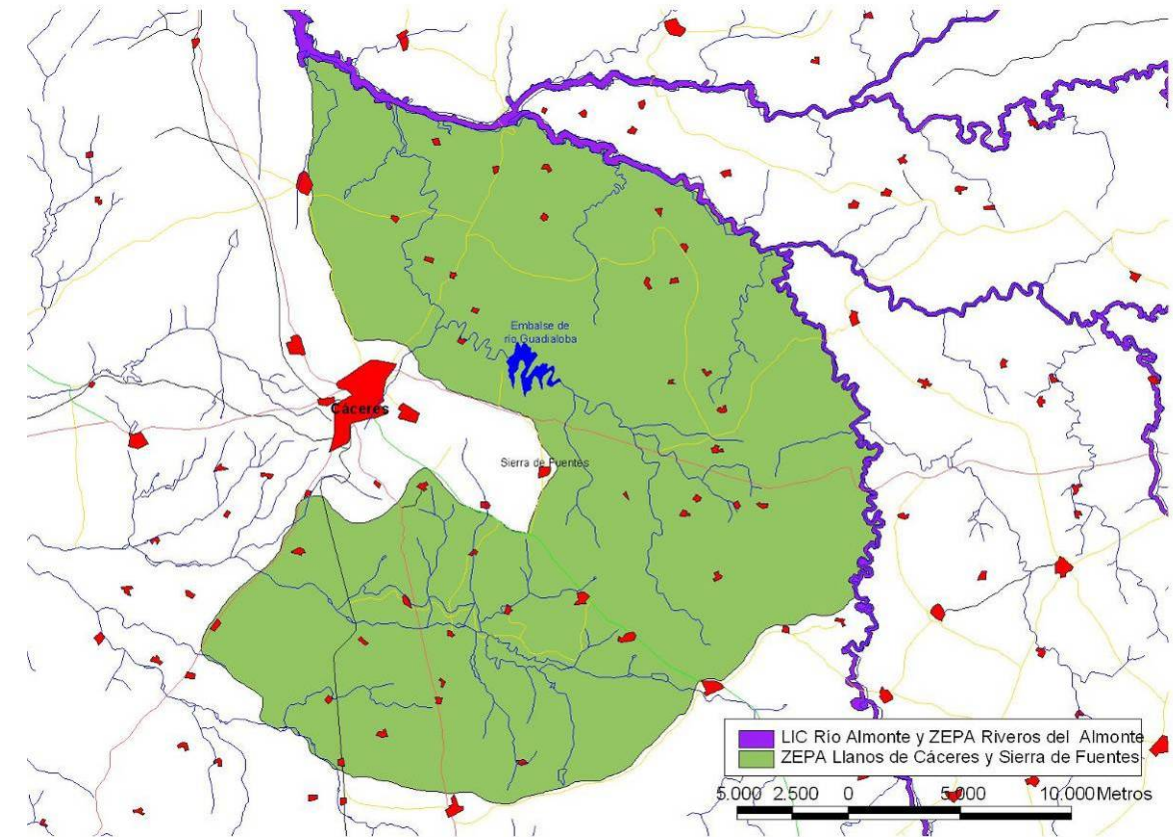 Embalse de
río Guadialoba
Cáceres
Sierra de Fuentes
LIC Río Almonte y ZEPA Riveros del Almonte
ZEPA Llanos de Cáceres y Sierra de Fuentes
5.000 2.500 0 5.000 10.000 Metros